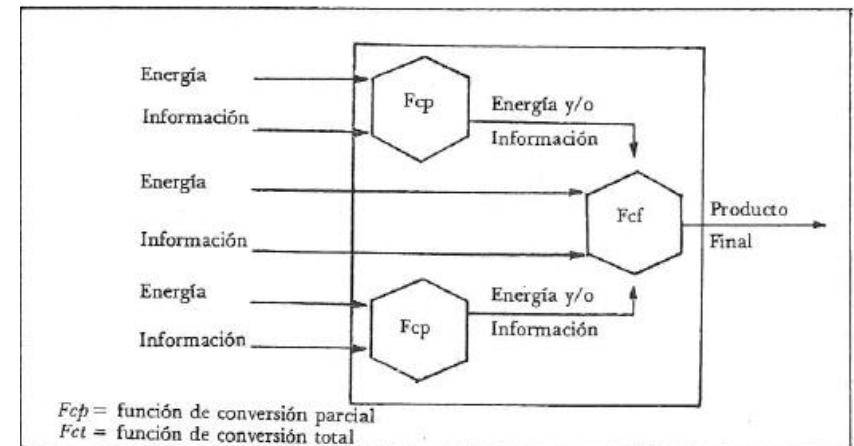 Energía
Fcp
Energía y/o
Información
Información
Energía
Fcf
Producto
Información
Final
Energía
Energía y/o
Fcp
Información
Información
Fcp = función de conversión parcial
Fct = función de conversión total